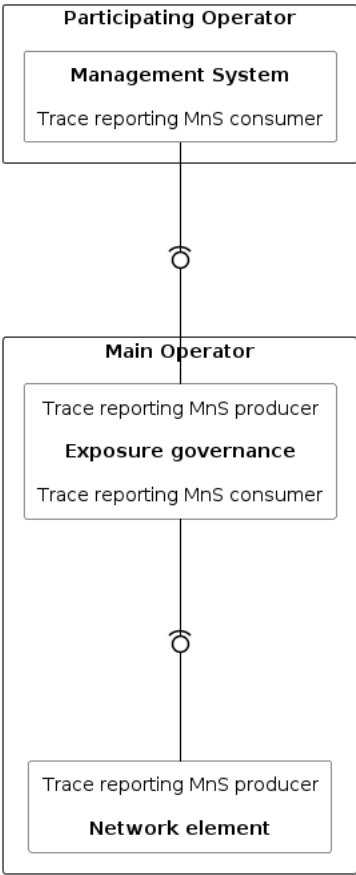 Participating Operator
Management System
Trace reporting MnS consumer
Main Operator
Trace reporting MnS producer
Exposure governance
Trace reporting MnS consumer
Trace reporting MnS producer
Network element